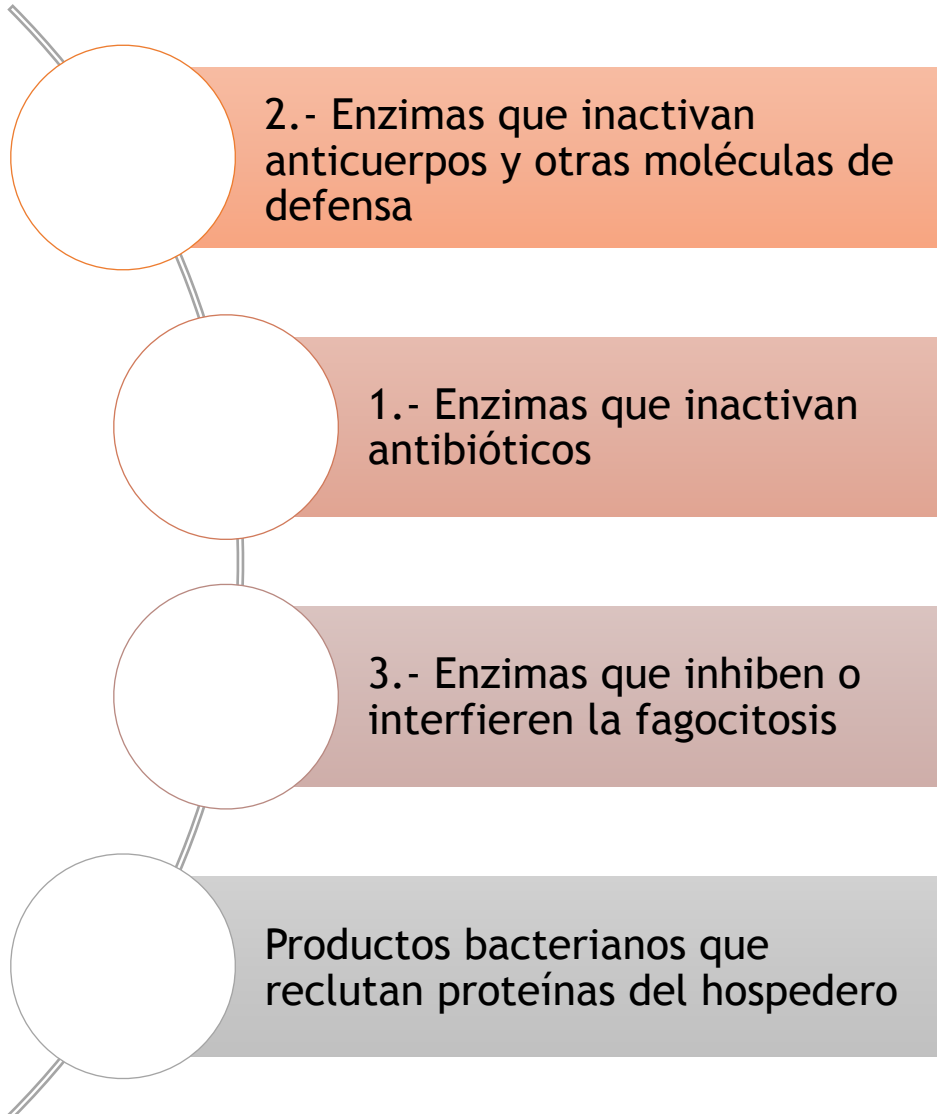 2.- Enzimas que inactivan
anticuerpos y otras moléculas de
defensa
1.- Enzimas que inactivan
antibióticos
3.- Enzimas que inhiben o
interfieren la fagocitosis
Productos bacterianos que
reclutan proteínas del hospedero